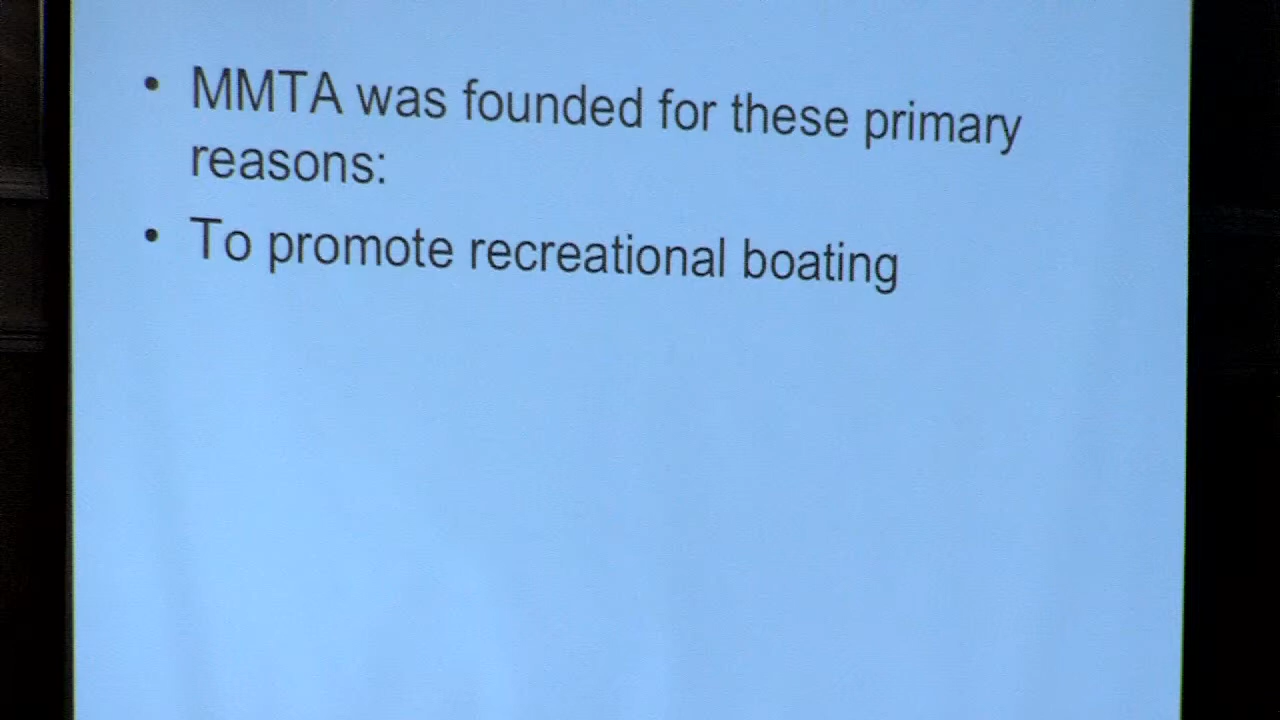 • MMTA was founded for these primary
reasons:
• To promote recreational boating